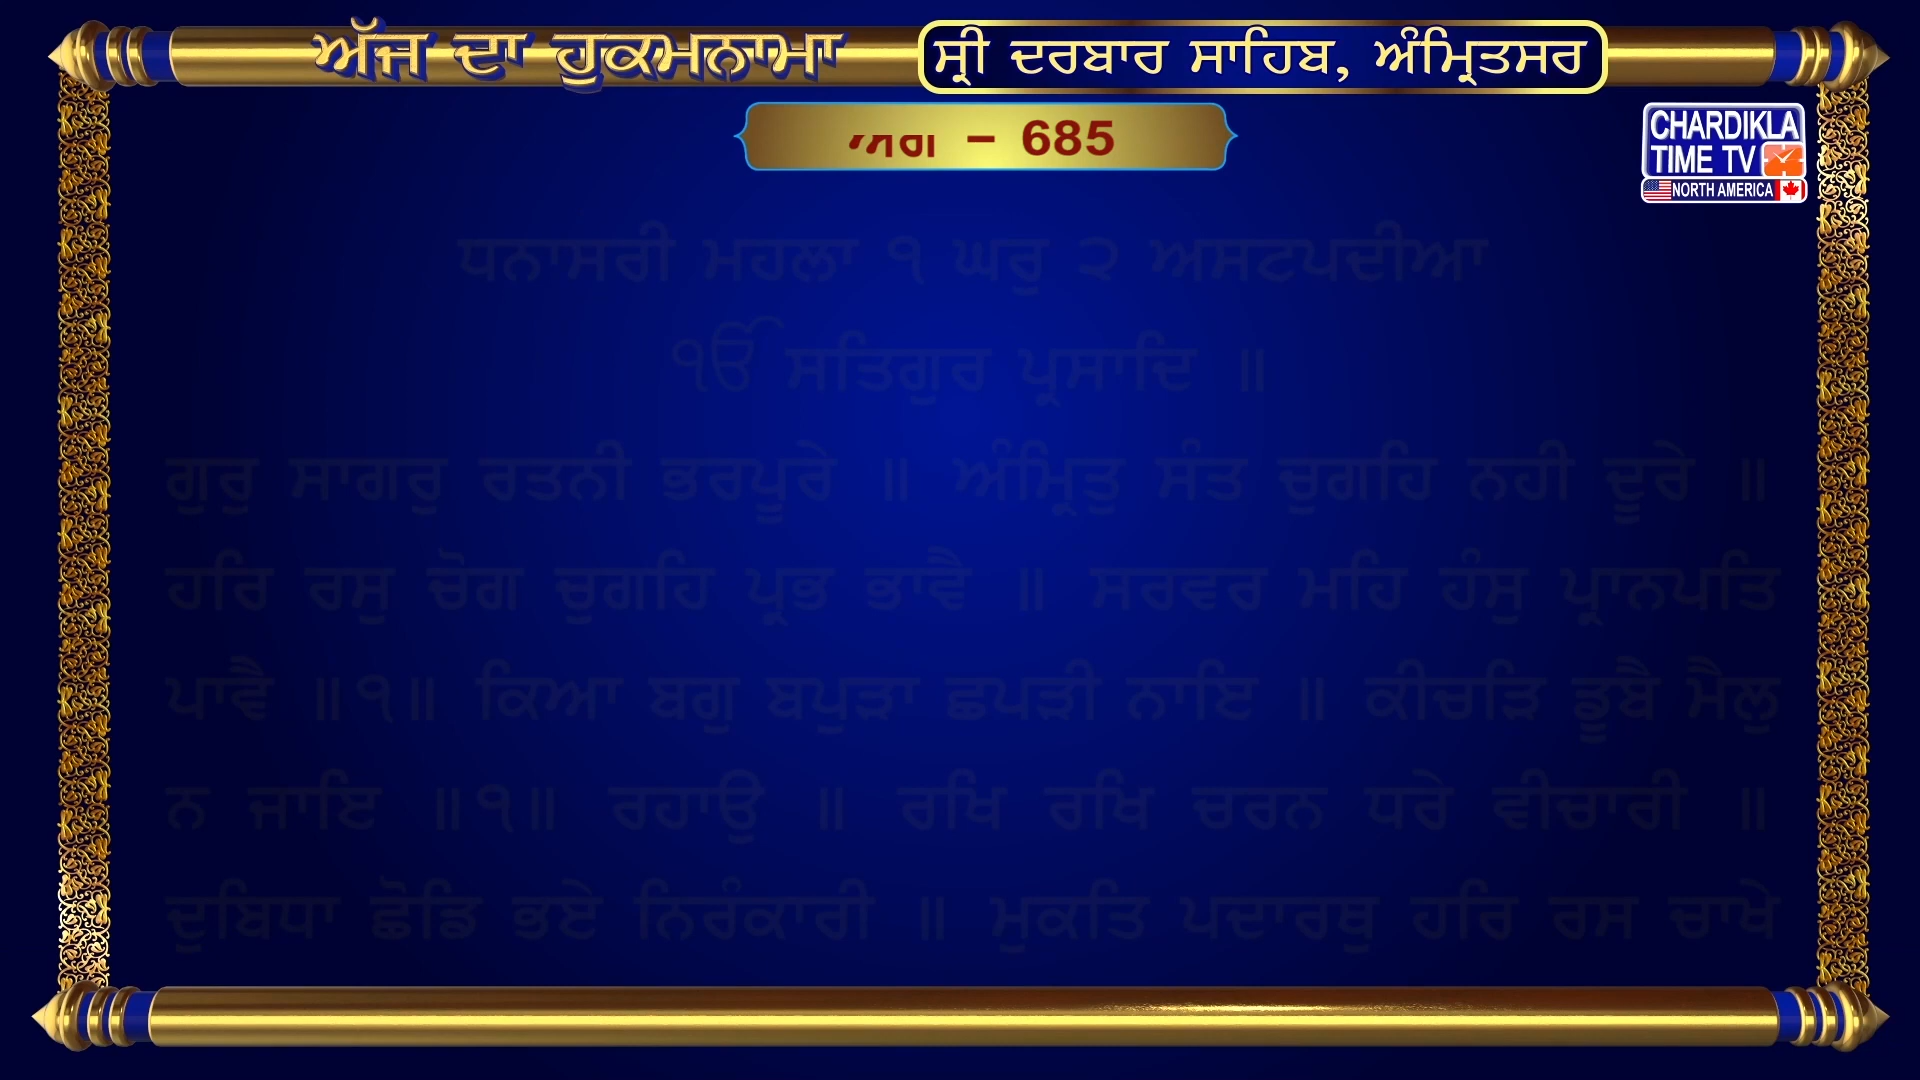 ਅੱਜ ਦਾ ਹੁਕਮਨਾਮਾ ਸ੍ਰੀ ਦਰਬਾਰ ਸਾਹਿਬ, ਅੰਮ੍ਰਿਤਸਰ
ਅੰਗ – 685
CHARDIKLA
TIME TV
NORTH AMERICA
ਧਨਾਸਰੀ ਮਹਲਾ ੧ ਘਰੁ ੨ ਅਸਟਪਦੀਆ
ੴ ਸਤਿਗੁਰ ਪ੍ਰਸਾਦਿ ॥
ਗੁਰੁ ਸਾਗਰੁ ਰਤਨੀ ਭਰਪੂਰੇ ॥ ਅੰਮ੍ਰਿਤੁ ਸੰਤ ਚੁਗਹਿ ਨਹੀ ਦੂਰੇ ॥
ਹਰਿ ਰਸੁ ਚੋਗ ਚੁਗਹਿ ਪ੍ਰਭ ਭਾਵੈ ॥ ਸਰਵਰ ਮਹਿ ਹੰਸੁ ਪ੍ਰਾਨਪਤਿ
ਪਾਵੈ ॥੧॥ ਕਿਆ ਬਗੁ ਬਪੁੜਾ ਛਪੜੀ ਨਾਇ ॥ ਕੀਚੜਿ ਡੂਬੈ ਮੈਲੁ
ਨ ਜਾਇ ॥੧॥ ਰਹਾਉ ॥ ਰਖਿ ਰਖਿ ਚਰਨ ਧਰੇ ਵੀਚਾਰੀ ॥
ਦੁਬਿਧਾ ਛੋਡਿ ਭਏ ਨਿਰੰਕਾਰੀ ॥ ਮੁਕਤਿ ਪਦਾਰਥੁ ਹਰਿ ਰਸ ਚਾਖੇ